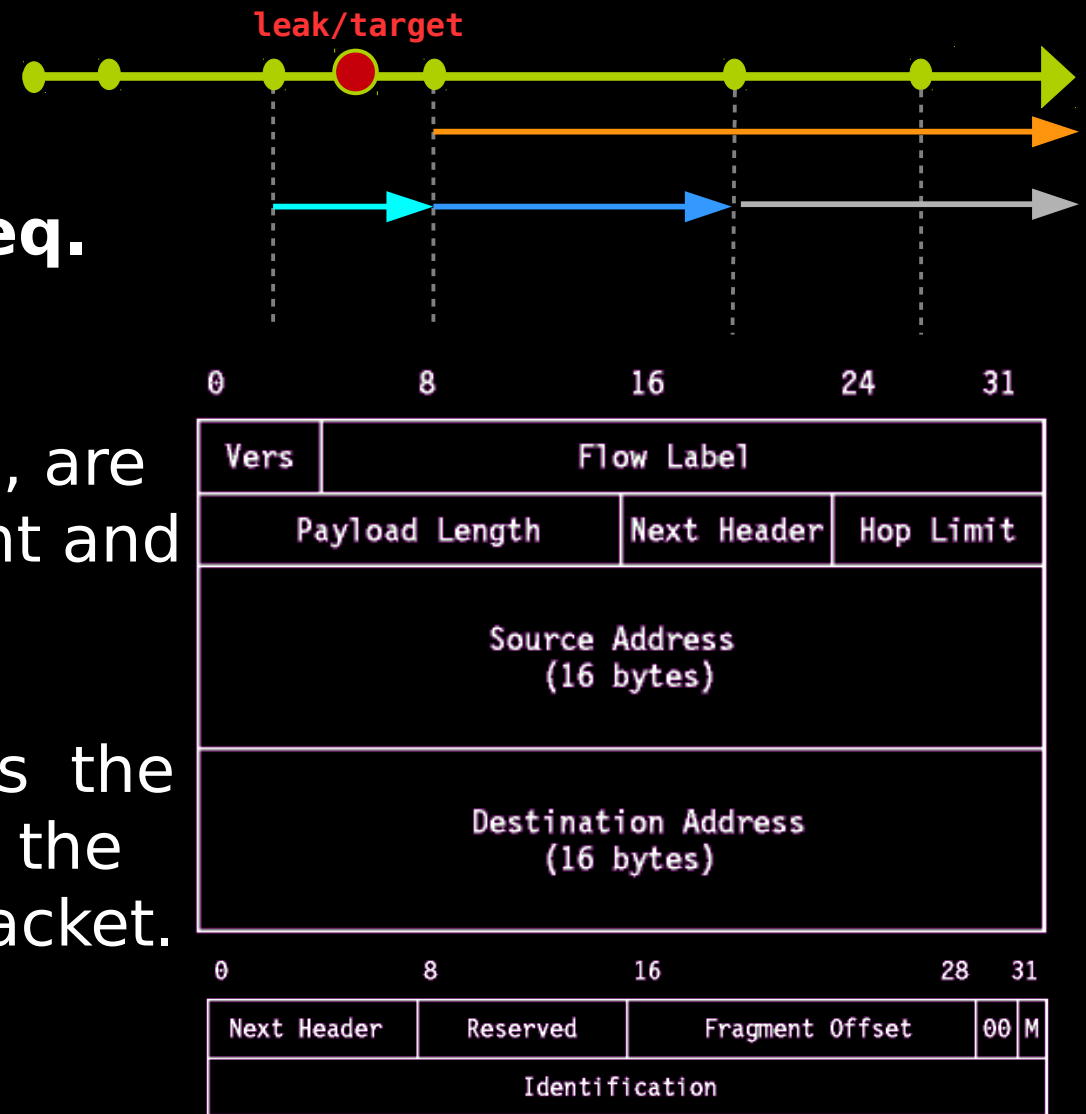 leak/target
eq.
0 8 16 24 31
, are
Vers Flow Label
nt and
Payload Length Next Header Hop Limit
Source Address
(16 bytes)
s the
the
acket.
Destination Address
(16 bytes)
0 8 16 28 31
Next Header Reserved Fragment Offset 00 M
Identification